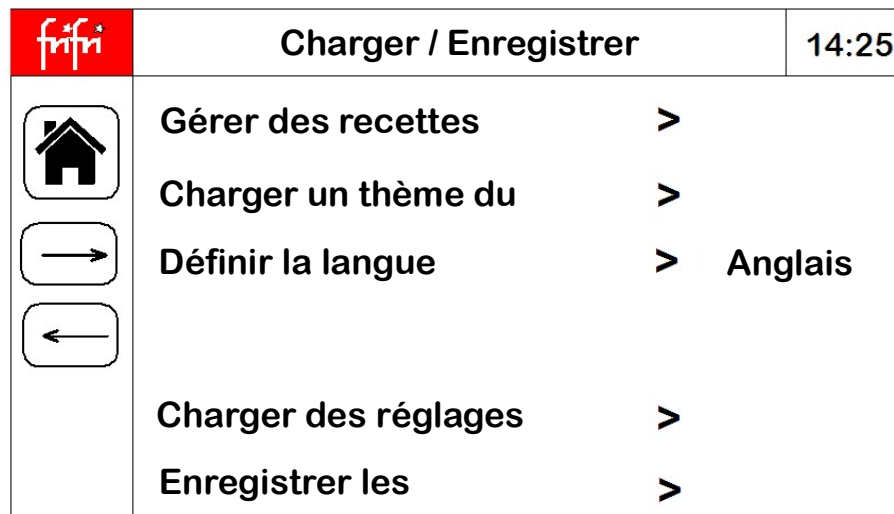 frifri
Charger / Enregistrer
14:25
Gérer des recettes >
Charger un thème du >
Définir la langue > Anglais
Charger des réglages >
Enregistrer les >